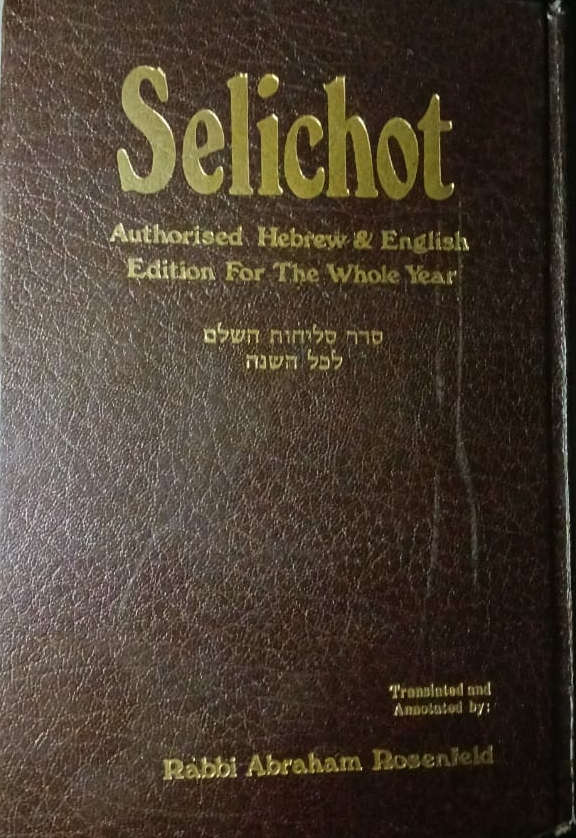 Selichot
Authorised Hebrew & English
Edition For The Whole Year
סדר סליחות השלם
לכל השנה
Translated and
Annotated by:
Rabbi Abraham Rosenfeld